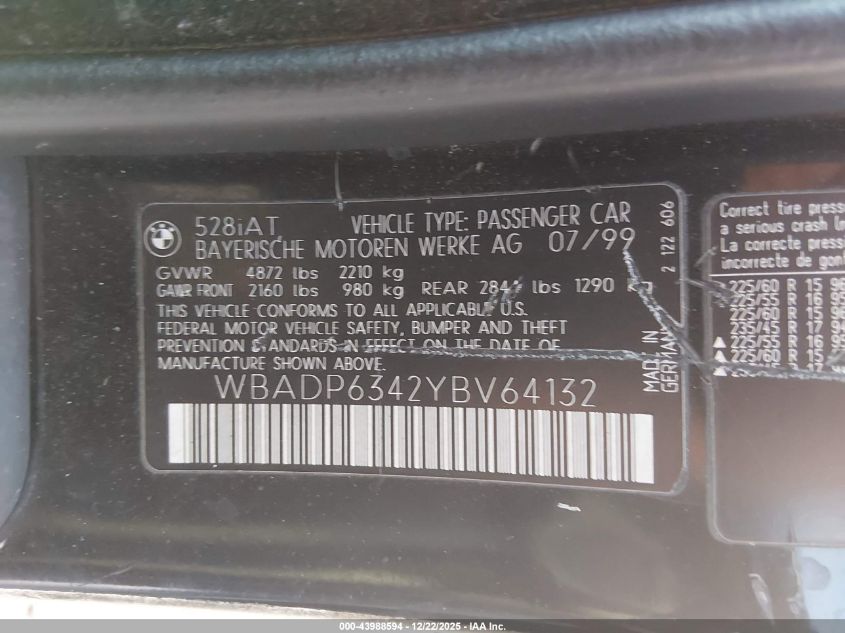 BMW
528iAT VEHICLE TYPE: PASSENGER CAR
BAYERISCHE MOTOREN WERKE AG 07/99
GVWR 4872 lbs 2210 kg
GAWR FRONT 2160 lbs 980 kg REAR 2844 lbs 1290 kg
THIS VEHICLE CONFORMS TO ALL APPLICABLE U.S.
FEDERAL MOTOR VEHICLE SAFETY, BUMPER AND THEFT
PREVENTION STANDARDS IN EFFECT ON THE DATE OF
MANUFACTURE SHOWN ABOVE.
WBADP6342YBV64132
2 122 606
MADE IN
GERMANY
Correct tire
a serious crash
La correcte
incorrecte de
225/60 R 15
225/55 R 16
225/60 R 15
235/45 R 17
▲ 225/55 R 16
▲ 225/60 R 15
▲ R 17
000-43988594 - 12/22/2025 - IAA Inc.